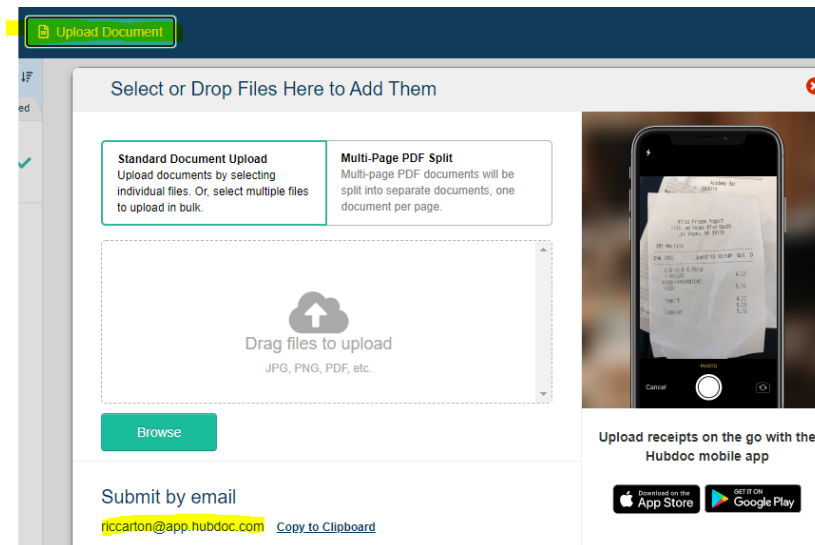 Upload Document
ed
Select or Drop Files Here to Add Them
Standard Document Upload
Upload documents by selecting
individual files. Or, select multiple files
to upload in bulk.
Multi-Page PDF Split
Multi-page PDF documents will be
split into separate documents, one
document per page.
Drag files to upload
JPG, PNG, PDF, etc.
Browse
Submit by email
riccarton@app.hubdoc.com Copy to Clipboard
Academy Bar
PHOTO
Cancel
Upload receipts on the go with the
Hubdoc mobile app
Download on the
App Store
GET IT ON
Google Play